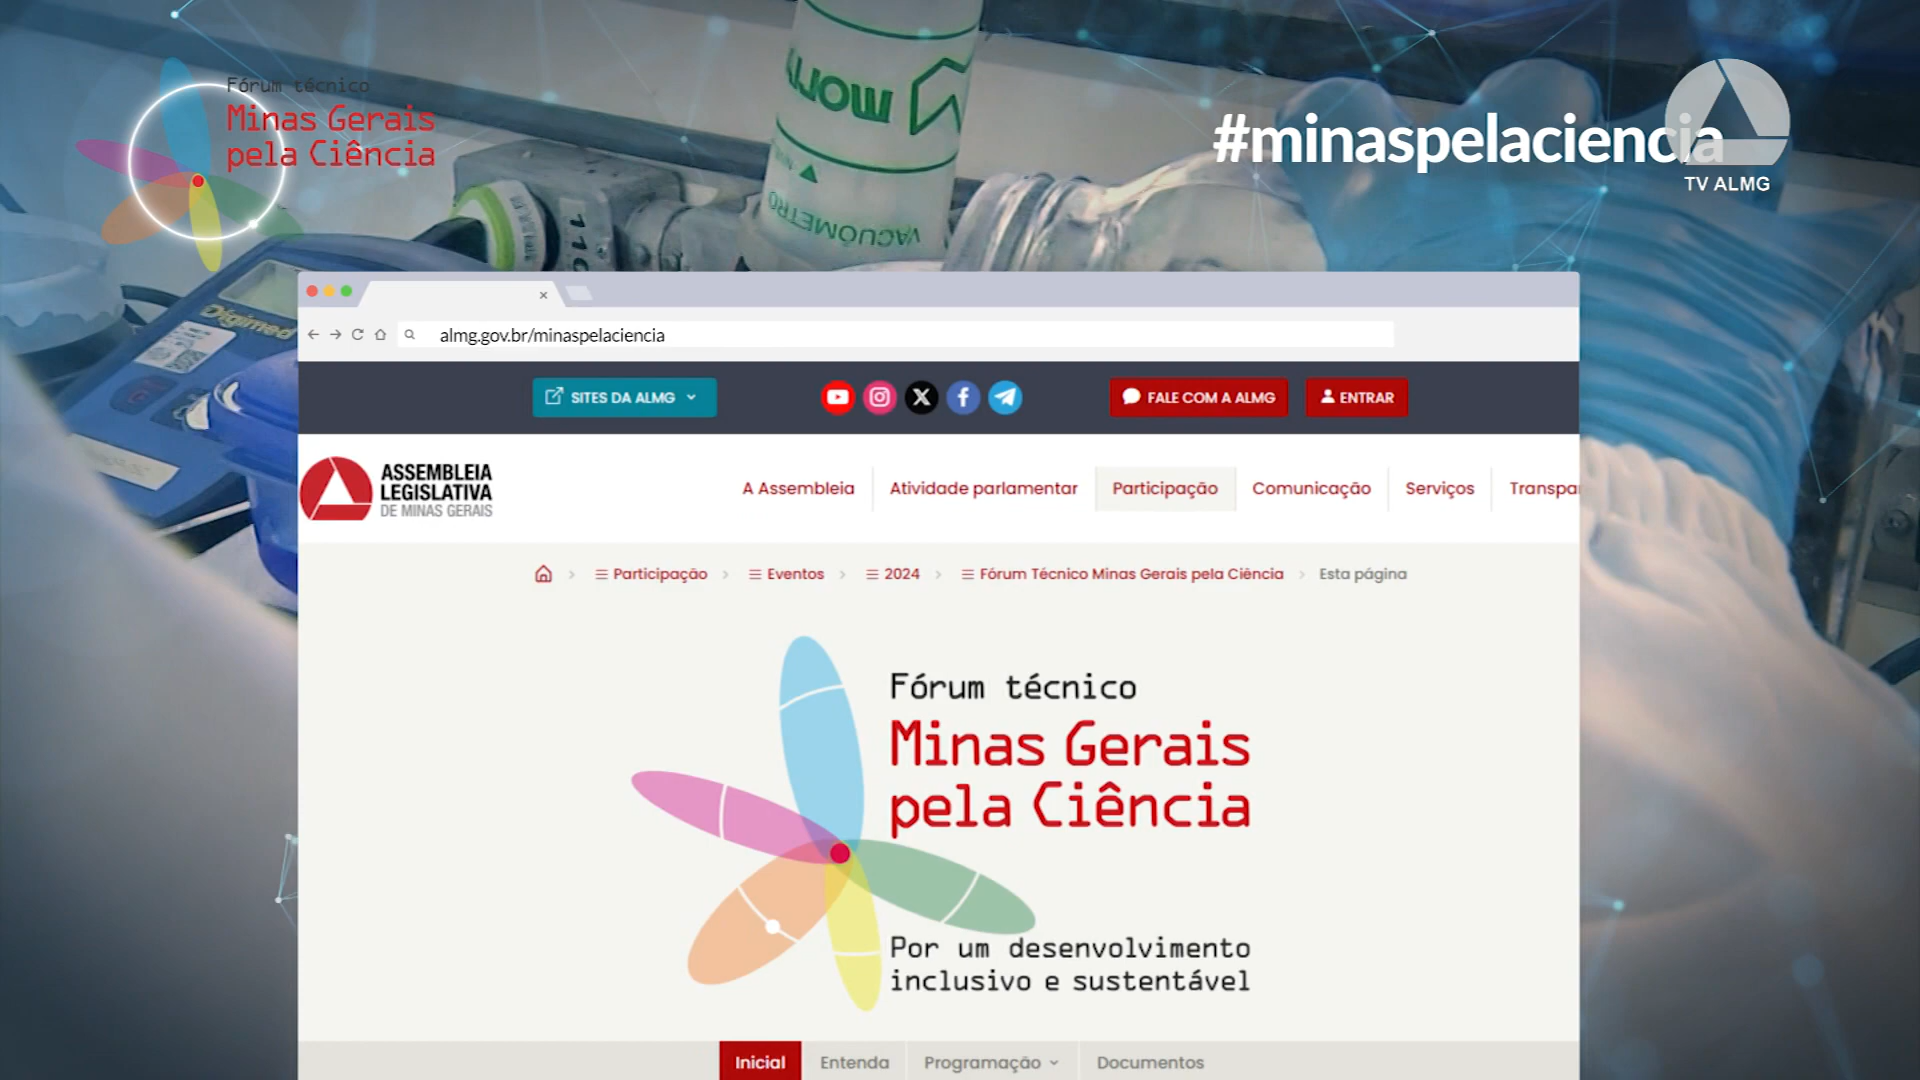 Fórum técnico
Minas Gerais
pela Ciência
#minaspelaciencia
TV ALMG
VACUÔMETRO
Digimed
almg.gov.br/minaspelaciencia
SITES DA ALMG
FALE COM A ALMG
ENTRAR
ASSEMBLEIA
LEGISLATIVA
DE MINAS GERAIS
A Assembleia
Atividade parlamentar
Participação
Comunicação
Serviços
Transpar
Participação
Eventos
2024
Fórum Técnico Minas Gerais pela Ciência
Esta página
Fórum técnico
Minas Gerais
pela Ciência
Por um desenvolvimento
inclusivo e sustentável
Inicial
Entenda
Programação
Documentos